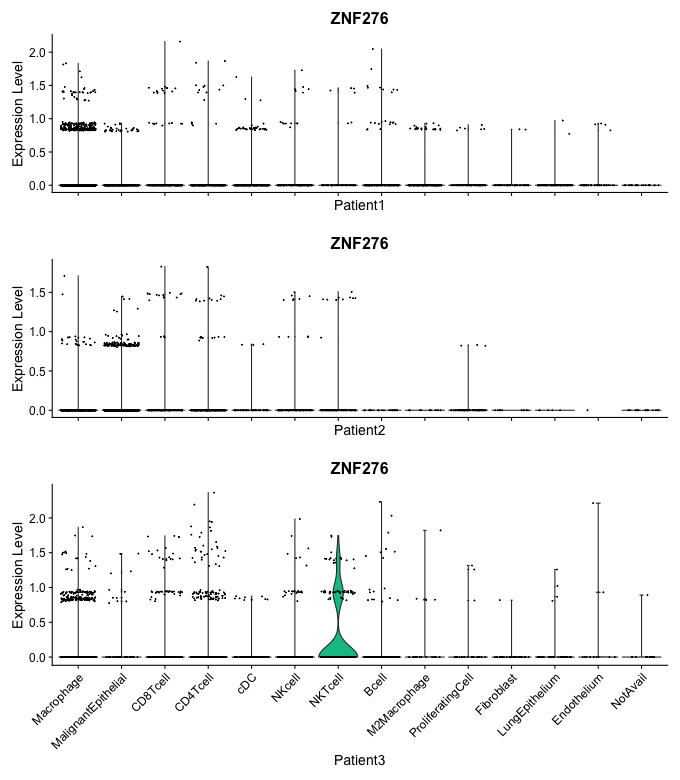 ZNF276
Expression Level
2.0
1.5
1.0
0.5
0.0
Patient1
ZNF276
Expression Level
1.5
1.0
0.5
0.0
Patient2
ZNF276
Expression Level
2.0
1.5
1.0
0.5
0.0
Macrophage
MalignantEpithelial
CD8Tcell
CD4Tcell
cDC
NKcell
NKTcell
Bcell
M2Macrophage
ProliferatingCell
Fibroblast
LungEpithelium
Endothelium
NotAvail
Patient3